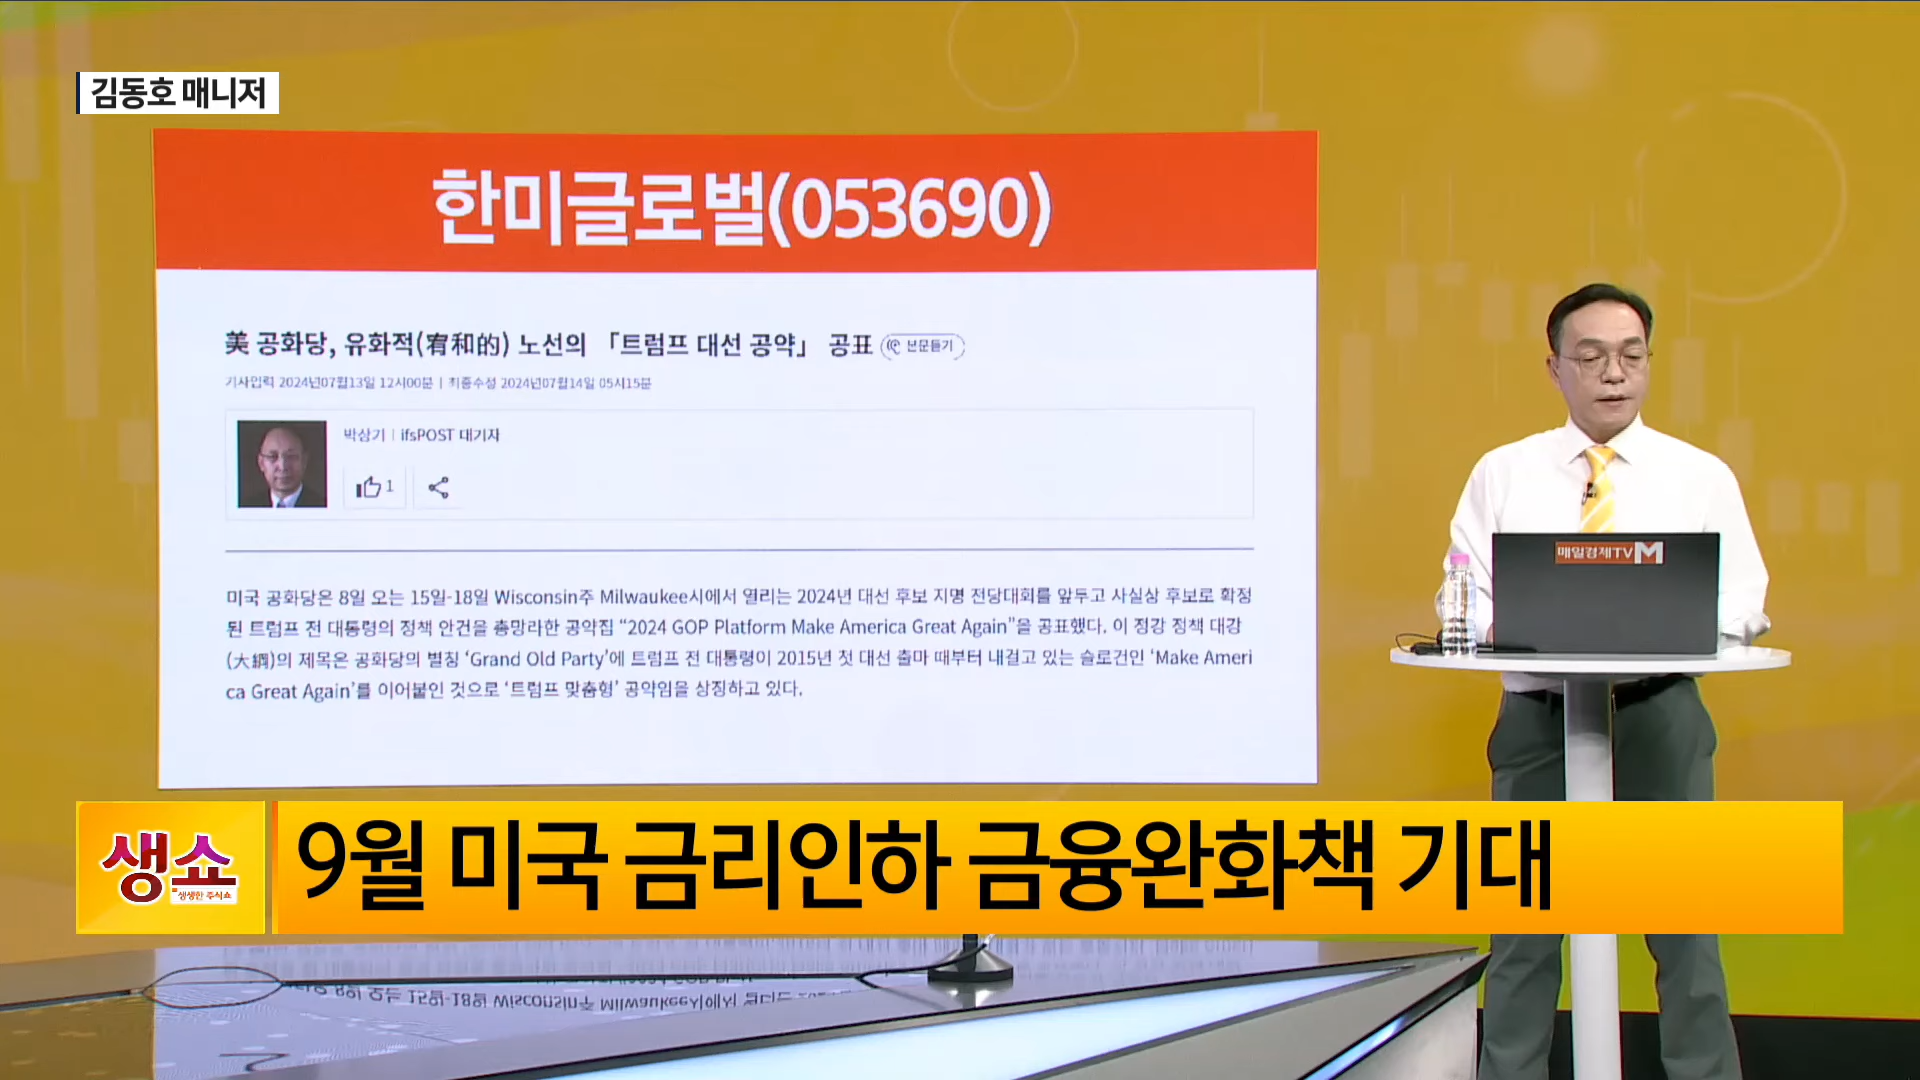 김동호 매니저
한미글로벌(053690)
美 공화당, 유화적(宥和的) 노선의 「트럼프 대선 공약」 공표 본문듣기
기사입력 2024년07월13일 12시00분 | 최종수정 2024년07월14일 05시15분
박상기 | ifsPOST 대기자
1
미국 공화당은 8일 오는 15일-18일 Wisconsin주 Milwaukee시에서 열리는 2024년 대선 후보 지명 전당대회를 앞두고 사실상 후보로 확정
된 트럼프 전 대통령의 정책 안건을 총망라한 공약집 “2024 GOP Platform Make America Great Again”을 공표했다. 이 정강 정책 대강
(大綱)의 제목은 공화당의 별칭 ‘Grand Old Party’에 트럼프 전 대통령이 2015년 첫 대선 출마 때부터 내걸고 있는 슬로건인 ‘Make Ameri
ca Great Again’를 이어붙인 것으로 ‘트럼프 맞춤형’ 공약임을 상징하고 있다.
매일경제TV M
생쇼
생생한 주식쇼
9월 미국 금리인하 금융완화책 기대